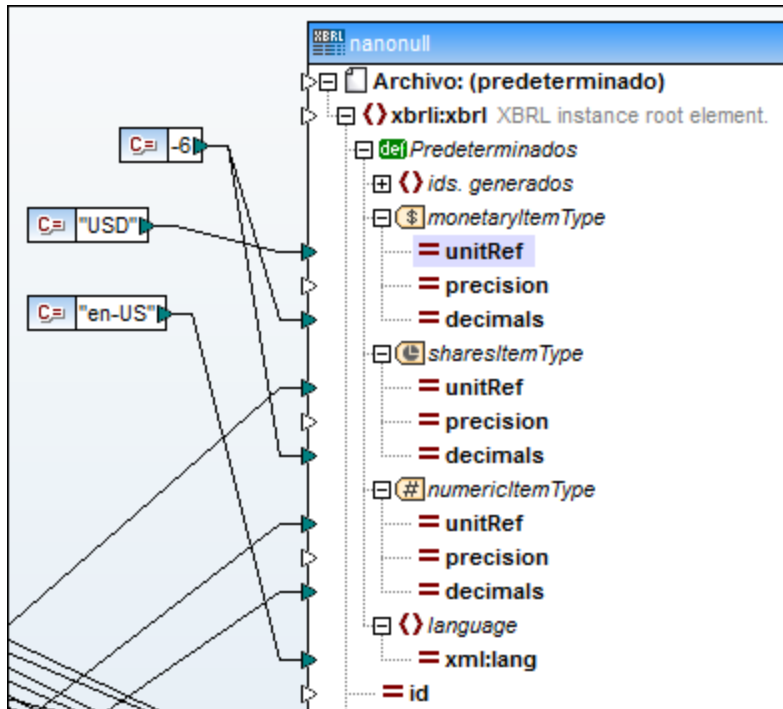 XBRL nanonull
Archivo: (predeterminado)
xbrli:xbrl XBRL instance root element.
C= -6
def Predeterminados
ids. generados
C= "USD"
$ monetaryItemType
unitRef
precision
C= "en-US"
decimals
sharesItemType
unitRef
precision
decimals
# numericItemType
unitRef
precision
decimals
language
xml:lang
id